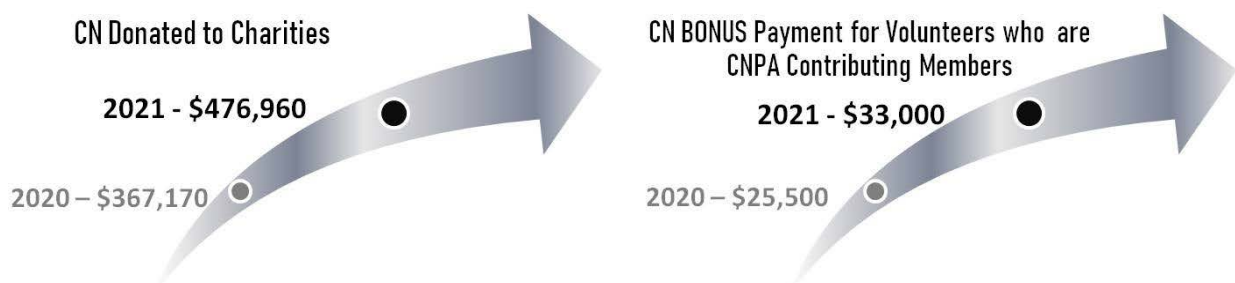 CN Donated to Charities
2021 - $476,960
2020 – $367,170
CN BONUS Payment for Volunteers who are
CNPA Contributing Members
2021 - $33,000
2020 – $25,500